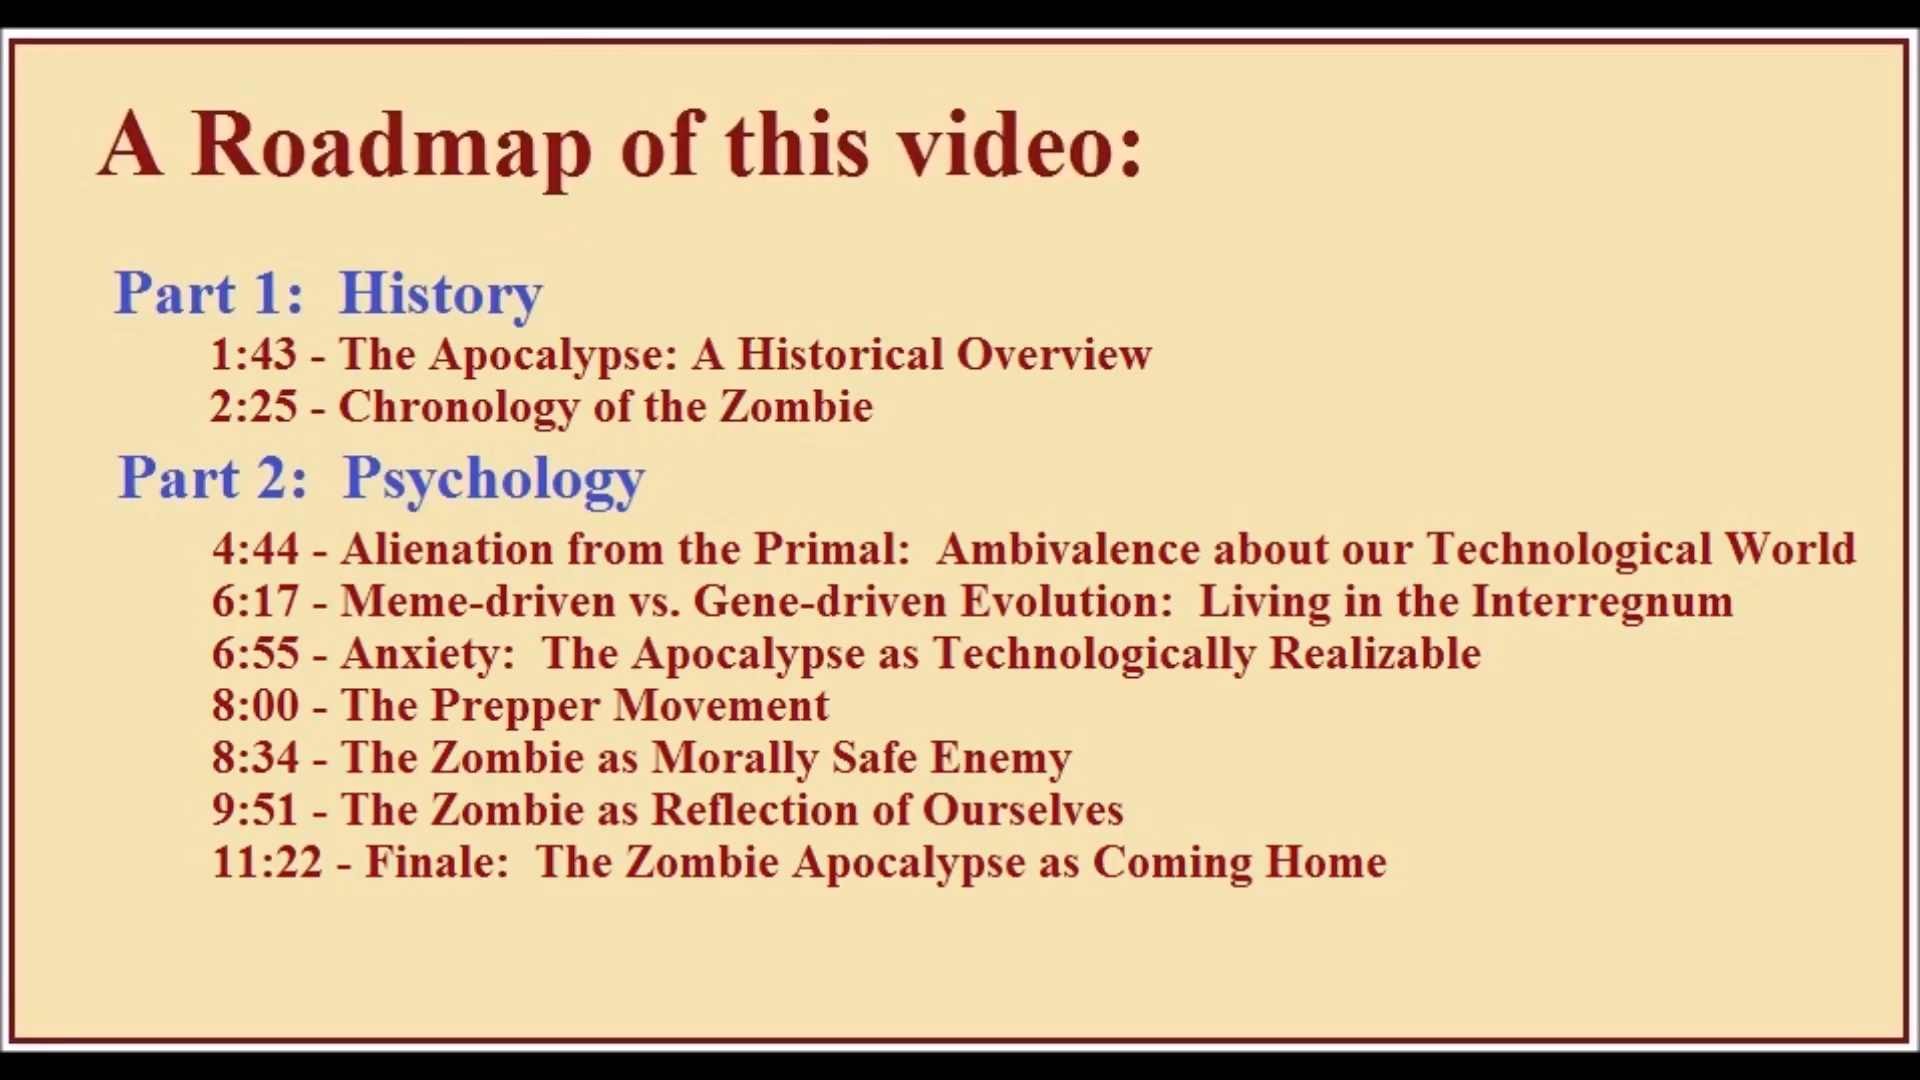 A Roadmap of this video:
Part 1: History
1:43 - The Apocalypse: A Historical Overview
2:25 - Chronology of the Zombie
Part 2: Psychology
4:44 - Alienation from the Primal: Ambivalence about our Technological World
6:17 - Meme-driven vs. Gene-driven Evolution: Living in the Interregnum
6:55 - Anxiety: The Apocalypse as Technologically Realizable
8:00 - The Prepper Movement
8:34 - The Zombie as Morally Safe Enemy
9:51 - The Zombie as Reflection of Ourselves
11:22 - Finale: The Zombie Apocalypse as Coming Home